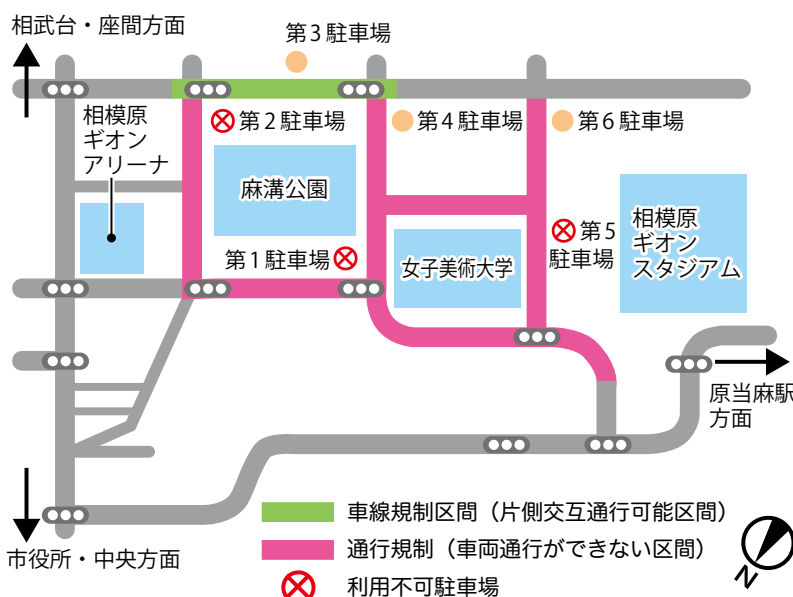 相武台・座間方面
第3駐車場
相模原
ギオン
アリーナ
第2駐車場
第4駐車場
第6駐車場
麻溝公園
第1駐車場
女子美術大学
第5
駐車場
相模原
ギオン
スタジアム
原当麻駅
方面
市役所・中央方面
車線規制区間（片側交互通行可能区間）
通行規制（車両通行ができない区間）
利用不可駐車場
N